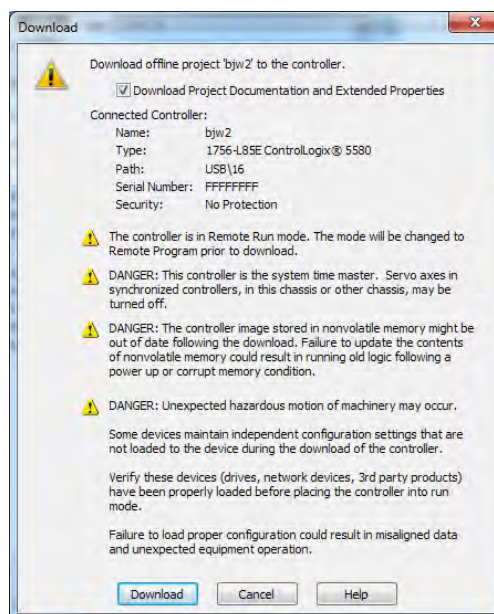 Download
Download offline project 'bjw2' to the controller.
Download Project Documentation and Extended Properties
Connected Controller:
Name: bjw2
Type: 1756-L85E ControlLogix® 5580
Path: USB\16
Serial Number: FFFFFFFF
Security: No Protection
The controller is in Remote Run mode. The mode will be changed to
Remote Program prior to download.
DANGER: This controller is the system time master. Servo axes in
synchronized controllers, in this chassis or other chassis, may be
turned off.
DANGER: The controller image stored in nonvolatile memory might be
out of date following the download. Failure to update the contents
of nonvolatile memory could result in running old logic following a
power up or corrupt memory condition.
DANGER: Unexpected hazardous motion of machinery may occur.
Some devices maintain independent configuration settings that are
not loaded to the device during the download of the controller.
Verify these devices (drives, network devices, 3rd party products)
have been properly loaded before placing the controller into run
mode.
Failure to load proper configuration could result in misaligned data
and unexpected equipment operation.
Download Cancel Help